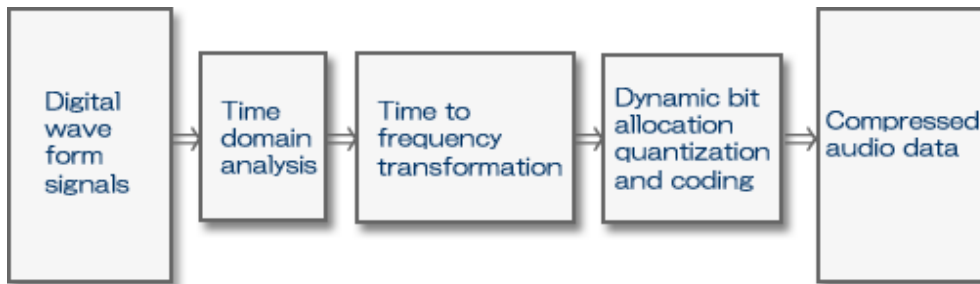 Digital
wave
form
signals
Time
domain
analysis
Time to
frequency
transformation
Dynamic bit
allocation
quantization
and coding
Compressed
audio data